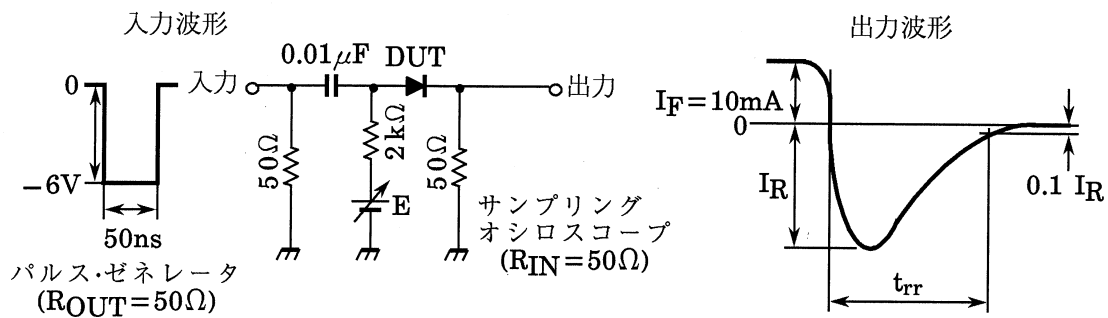 入力波形
0
−6V
50ns
パルス・ゼネレータ
(ROUT=50Ω)
入力
0.01μF
DUT
出力
50Ω
2kΩ
E
50Ω
サンプリング
オシロスコープ
(RIN=50Ω)
出力波形
IF=10mA
0
IR
0.1 IR
trr